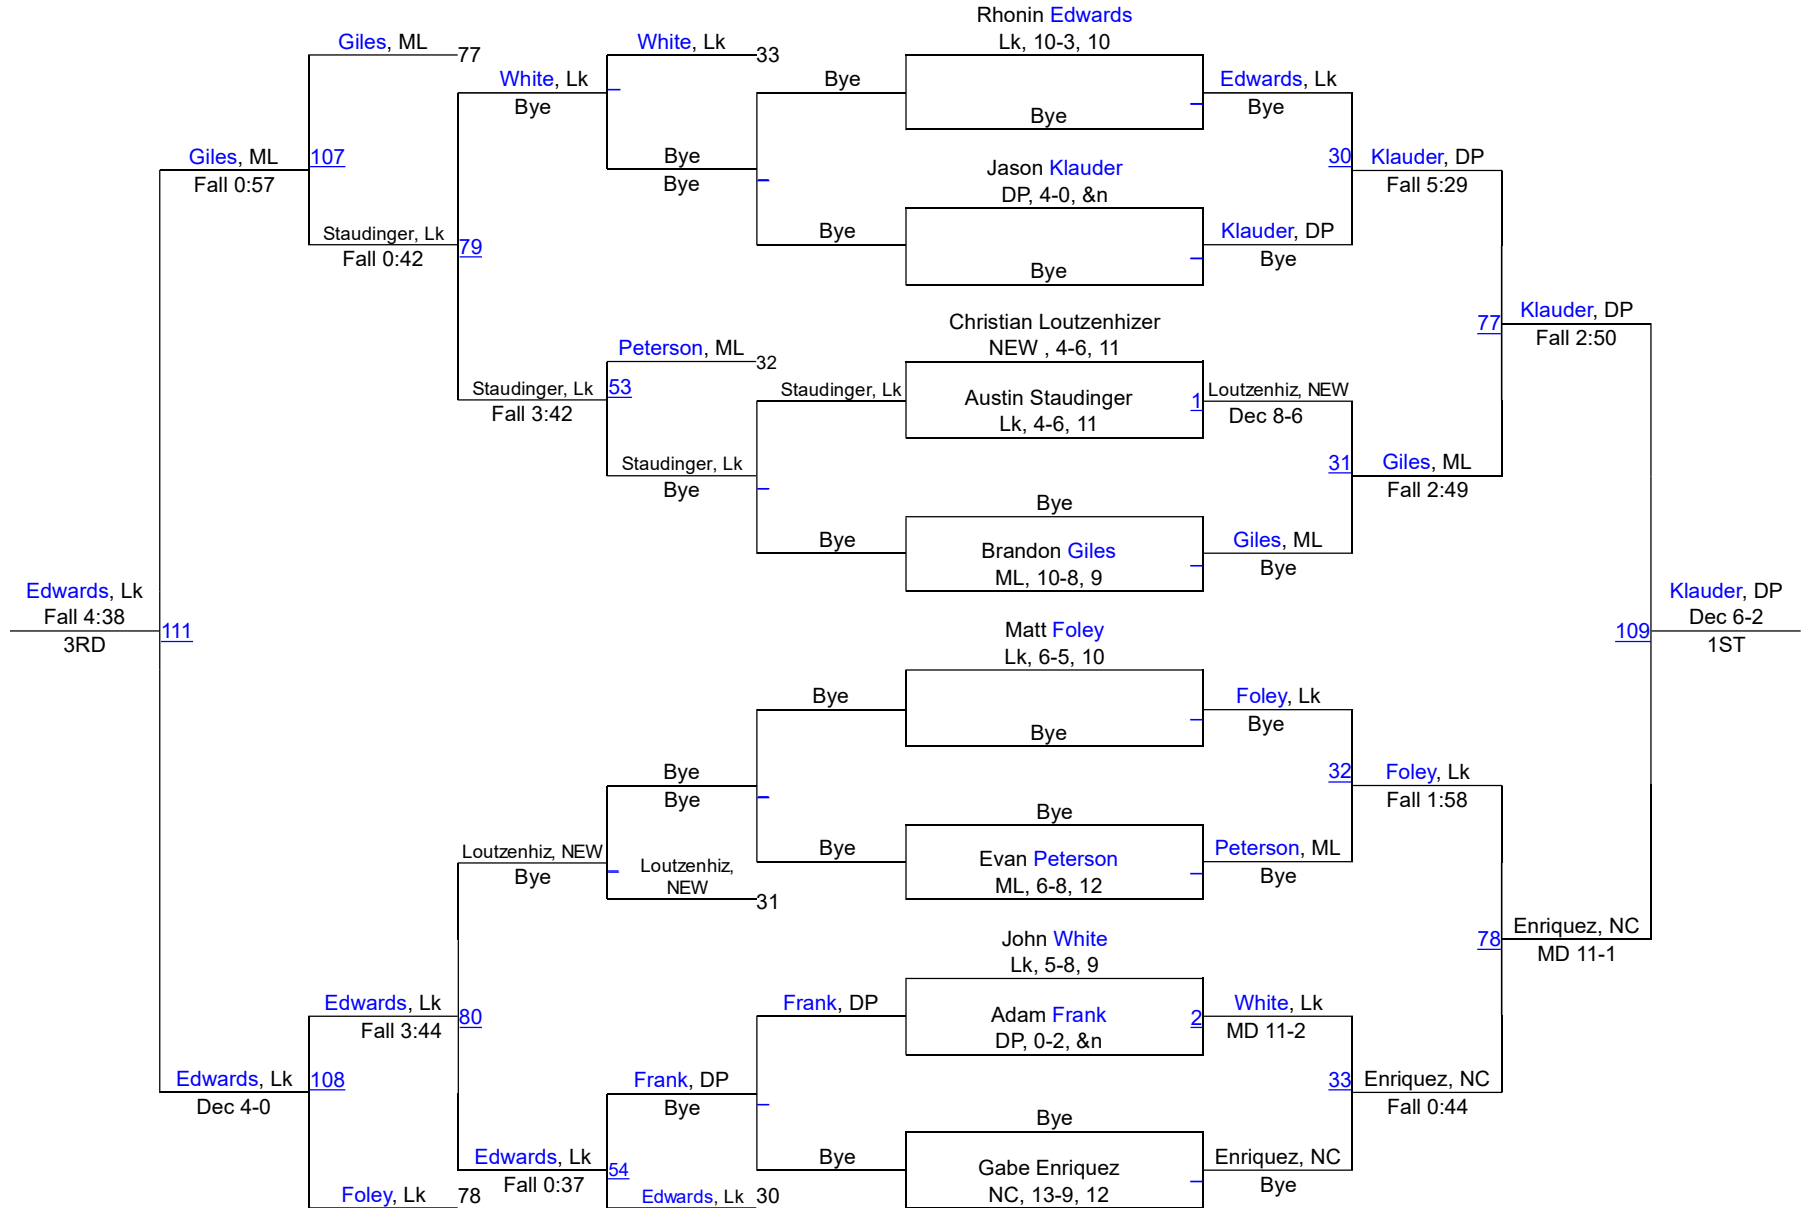 Rhonin Edwards
Giles, ML
White, Lk
Lk, 10-3, 10
77
33
White, Lk
Bye
Edwards, Lk
Bye
Bye
Bye
Giles, ML
107
Bye
30
Klauder, DP
Fall 0:57
Bye
Jason Klauder
Fall 5:29
DP, 4-0, &n
Staudinger, Lk
79
Bye
Klauder, DP
Fall 0:42
Bye
Bye
Christian Loutzenhizer
77
Klauder, DP
Peterson, ML
32
NEW , 4-6, 11
Fall 2:50
Staudinger, Lk
53
Staudinger, Lk
Austin Staudinger
1
Loutzenhiz, NEW
Fall 3:42
Lk, 4-6, 11
Dec 8-6
Staudinger, Lk
31
Giles, ML
Bye
Fall 2:49
Bye
Bye
Brandon Giles
Giles, ML
ML, 10-8, 9
Bye
Edwards, Lk
Klauder, DP
Fall 4:38
111
Matt Foley
109
Dec 6-2
3RD
Lk, 6-5, 10
1ST
Bye
Foley, Lk
Bye
Bye
Bye
32
Foley, Lk
Bye
Bye
Fall 1:58
Loutzenhiz, NEW
Bye
Evan Peterson
Peterson, ML
Bye
Loutzenhiz,
NEW
ML, 6-8, 12
Bye
31
John White
78
Enriquez, NC
Lk, 5-8, 9
MD 11-1
Edwards, Lk
80
Frank, DP
Adam Frank
2
White, Lk
Fall 3:44
DP, 0-2, &n
MD 11-2
Edwards, Lk
108
Frank, DP
33
Enriquez, NC
Dec 4-0
Bye
Bye
Fall 0:44
Edwards, Lk
54
Bye
Gabe Enriquez
Enriquez, NC
Fall 0:37
NC, 13-9, 12
Bye
Foley, Lk
78
Edwards, Lk
30